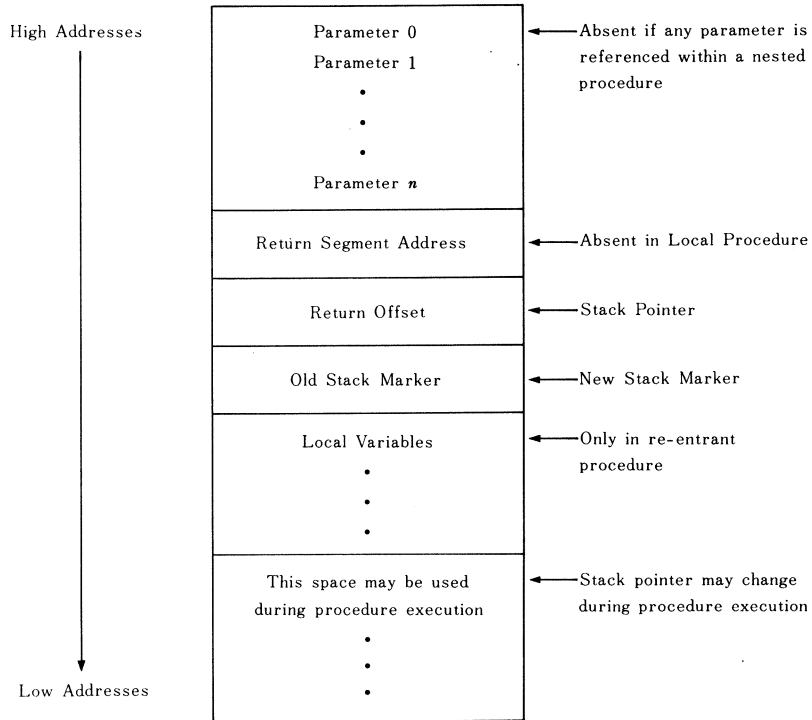 High Addresses
Parameter 0
Absent if any parameter is
referenced within a nested
procedure
Parameter 1
Parameter n
Return Segment Address
Absent in Local Procedure
Return Offset
Stack Pointer
Old Stack Marker
New Stack Marker
Local Variables
Only in re-entrant
procedure
This space may be used
during procedure execution
Stack pointer may change
during procedure execution
Low Addresses